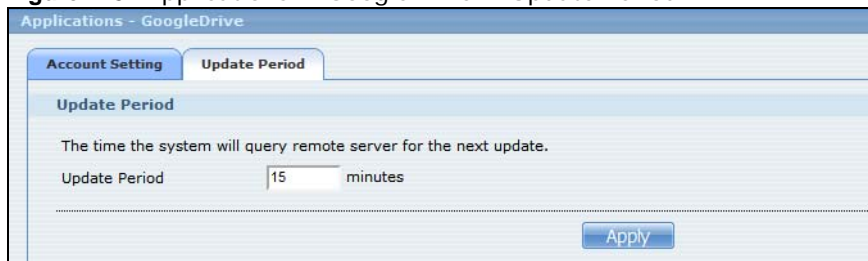 Applications - GoogleDrive
Account Setting Update Period
Update Period
The time the system will query remote server for the next update.
Update Period 15 minutes
Apply